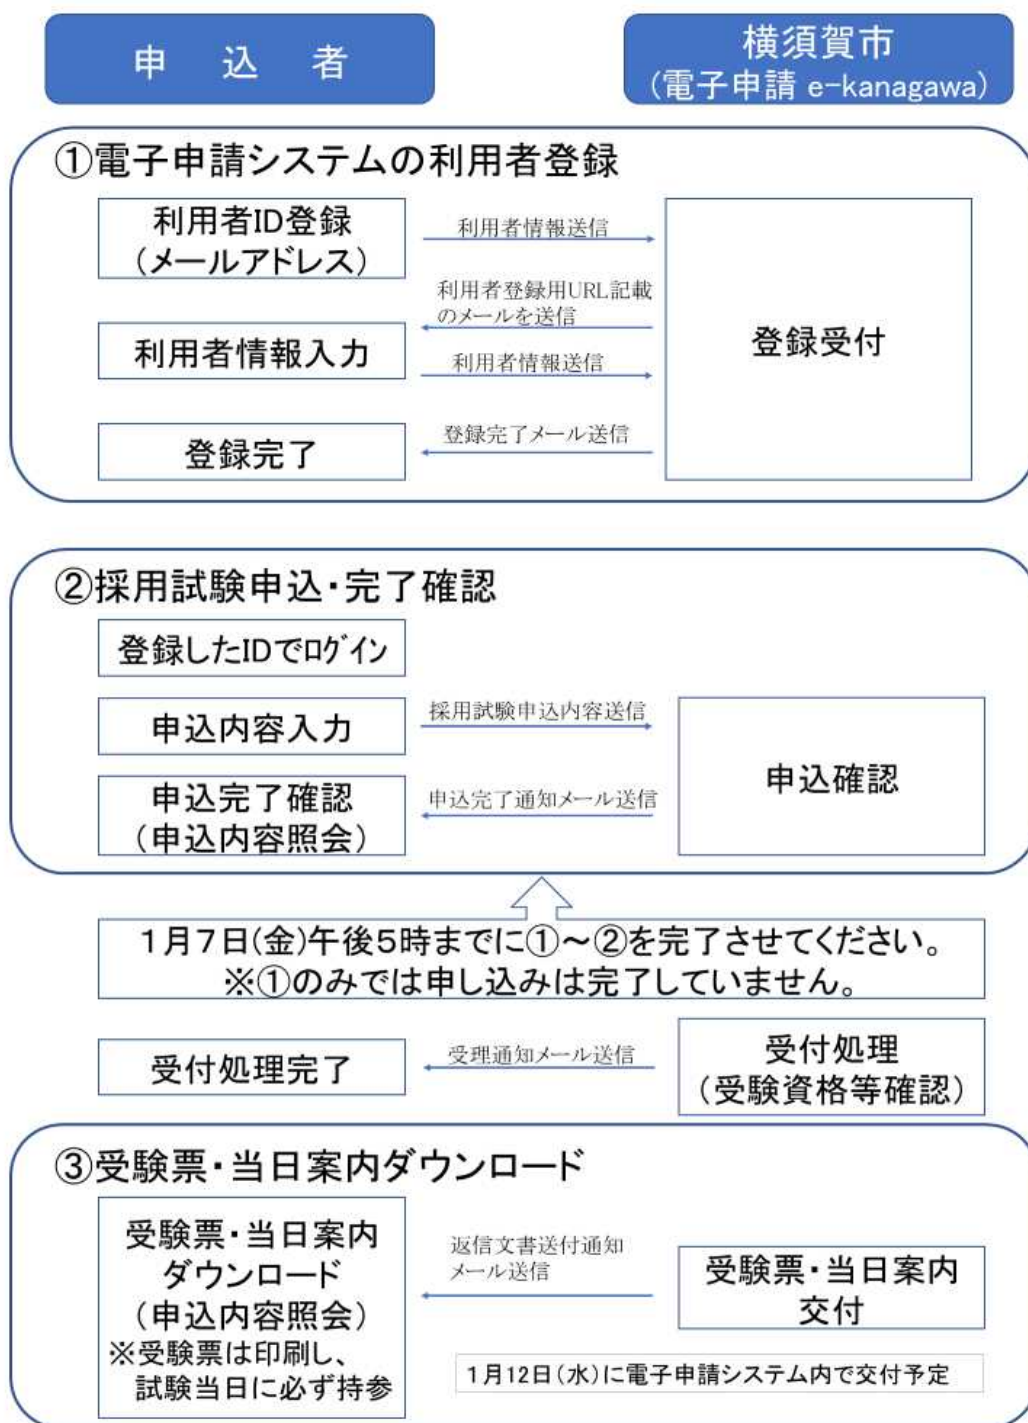 申 込 者
横須賀市
(電子申請 e-kanagawa)
①電子申請システムの利用者登録
利用者ID登録
(メールアドレス)
利用者情報送信
利用者登録用URL記載
のメールを送信
利用者情報入力
利用者情報送信
登録受付
登録完了
登録完了メール送信
②採用試験申込・完了確認
登録したIDでログイン
申込内容入力
採用試験申込内容送信
申込完了確認
(申込内容照会)
申込完了通知メール送信
申込確認
1月7日(金)午後5時までに①~②を完了させてください。
※①のみでは申し込みは完了していません。
受付処理完了
受理通知メール送信
受付処理
(受験資格等確認)
③受験票・当日案内ダウンロード
受験票・当日案内
ダウンロード
(申込内容照会)
※受験票は印刷し、
試験当日に必ず持参
返信文書送付通知
メール送信
受験票・当日案内
交付
1月12日(水)に電子申請システム内で交付予定